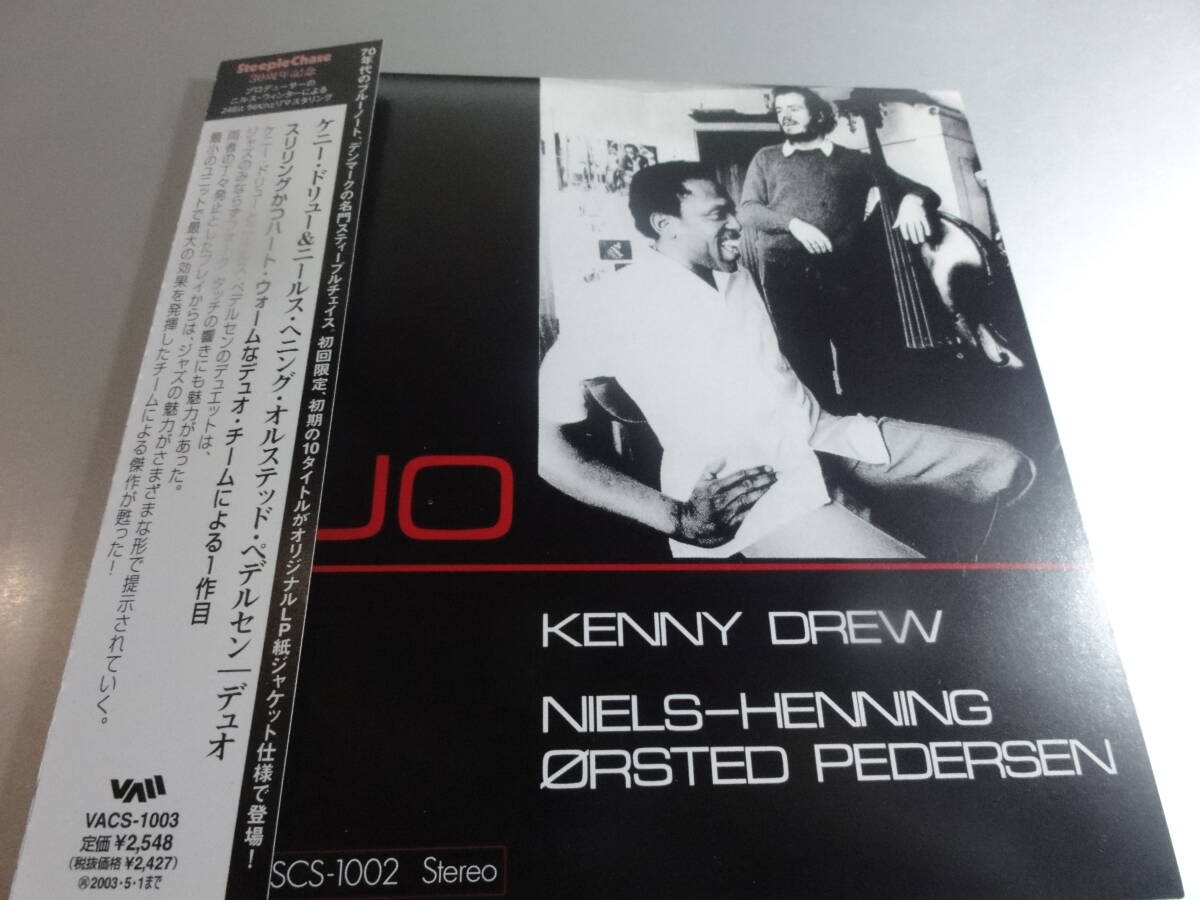 SteepleChase
30周年記念
プロデューサーの
ニルス・ウィンターによる
24Bit 96KHzリマスタリング
70年代のブルーノート、デンマークの名門スティープルチェイス。初回限定、初期の10タイトルがオリジナルLP紙ジャケット仕様で登場!
ケニー・ドリュー&ニールス・ヘニング・オルステッド・ペデルセン│デュオ
スリリングかつハート・ウォームなデュオ・チームによる1作目
ケニー・ドリューと ペデルセンのデュエットは、
ジャズのみならず タッチの響きにも魅力があった。
両者の丁々発止としたプレイからは、ジャズの魅力がさまざまな形で提示されていく。
最小のユニットで最大の効果を発揮したチームによる傑作が甦った!
VAM
VACS-1003
定価¥2,548
(税抜価格¥2,427)
再2003・5・1まで
UO
KENNY DREW
NIELS-HENNING
ØRSTED PEDERSEN
SCS-1002 Stereo